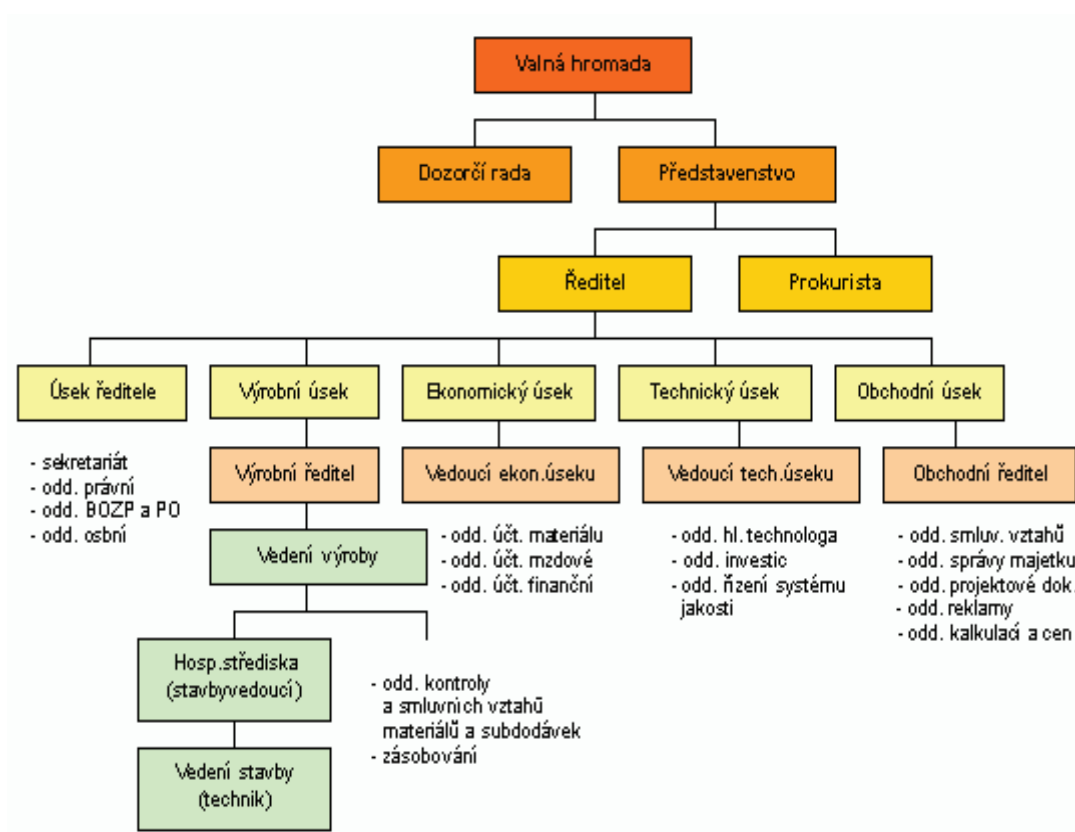 Valná hromada
Dozorčí rada
Představenstvo
Ředitel
Prokurista
Úsek ředitele
Výrobní úsek
Ekonomický úsek
Technický úsek
Obchodní úsek
- sekretariát
- odd. právní
- odd. BOZP a PO
- odd. osbní
Výrobní ředitel
Vedoucí ekon.úseku
Vedoucí tech.úseku
Obchodní ředitel
Vedení výroby
- odd. účt. materiálu
- odd. účt. mzdové
- odd. účt. finanční
- odd. hl. technologa
- odd. investic
- odd. řízení systému
jakosti
- odd. smluv. vztahů
- odd. správy majetku
- odd. projektové dok.
- odd. reklamy
- odd. kalkulací a cen
Hosp.střediska
(stavbyvedoucí)
- odd. kontroly
a smluvnich vztahů
materiálů a subdodávek
- zásobování
Vedení stavby
(technik)